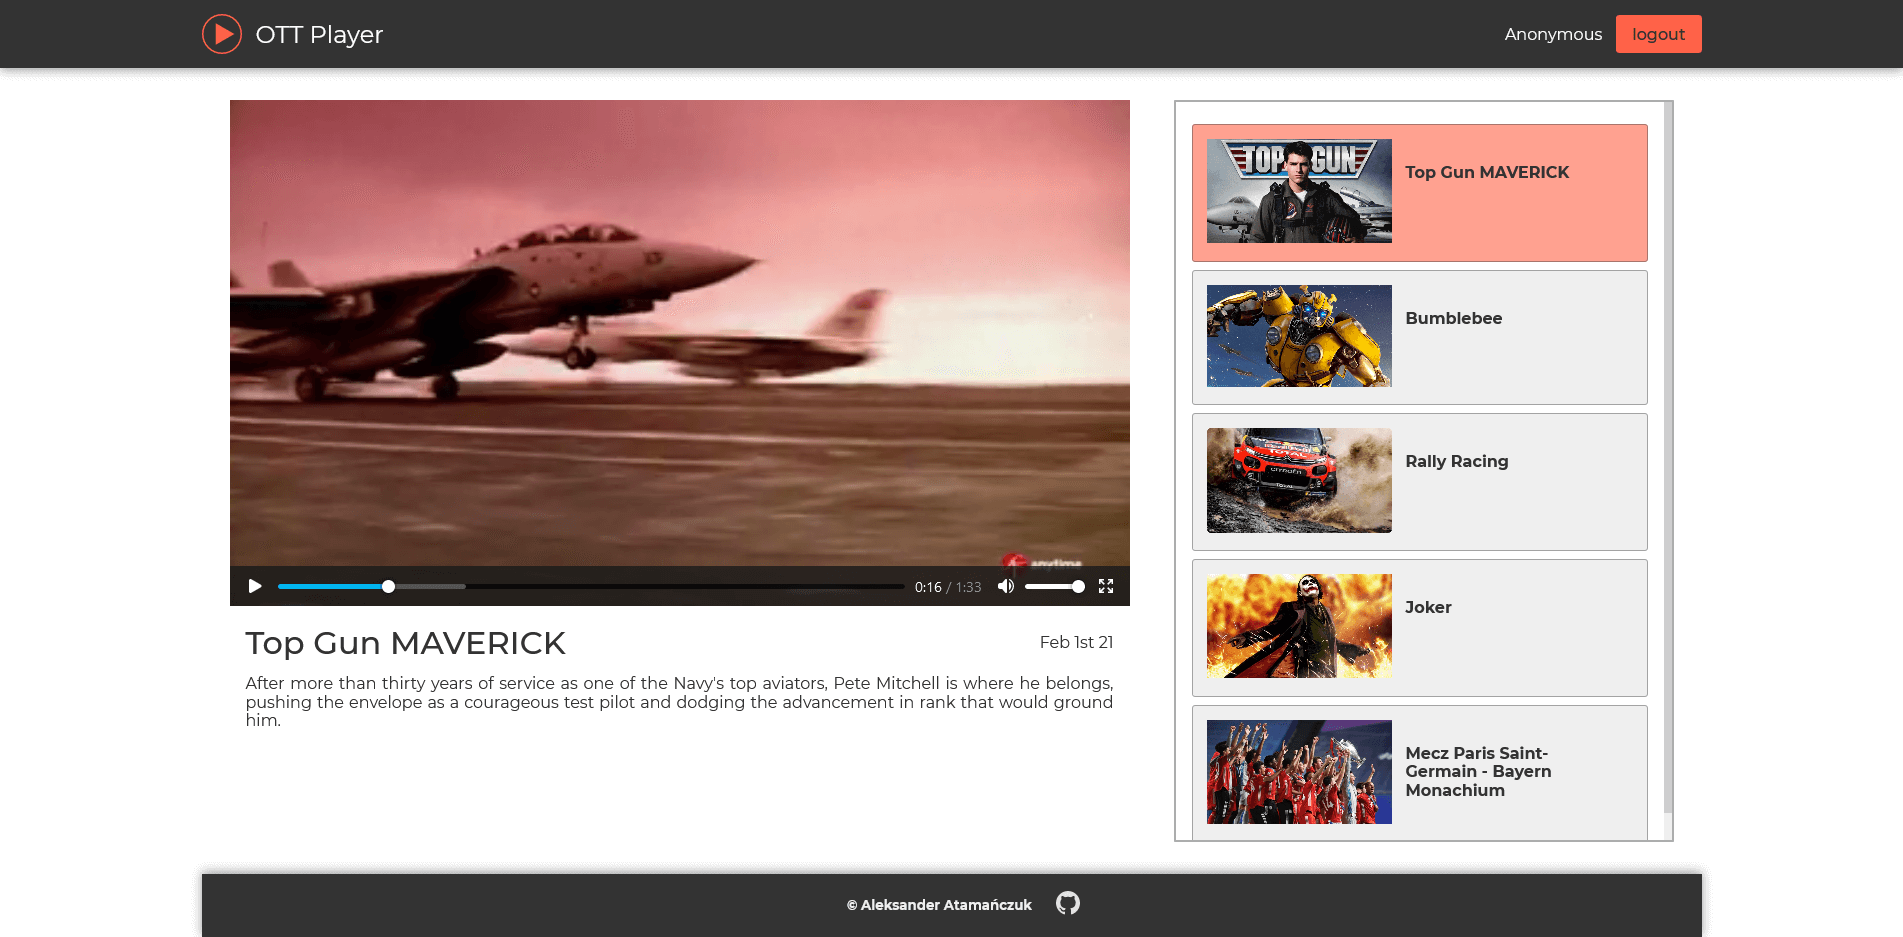 OTT Player
Anonymous
logout
anytime
0:16 / 1:33
Top Gun MAVERICK
Feb 1st 21
After more than thirty years of service as one of the Navy's top aviators, Pete Mitchell is where he belongs,
pushing the envelope as a courageous test pilot and dodging the advancement in rank that would ground
him.
TOP GUN
Top Gun MAVERICK
Bumblebee
TOTAL
CITROËN
Rally Racing
Joker
Mecz Paris Saint-
Germain - Bayern
Monachium
© Aleksander Atamańczuk